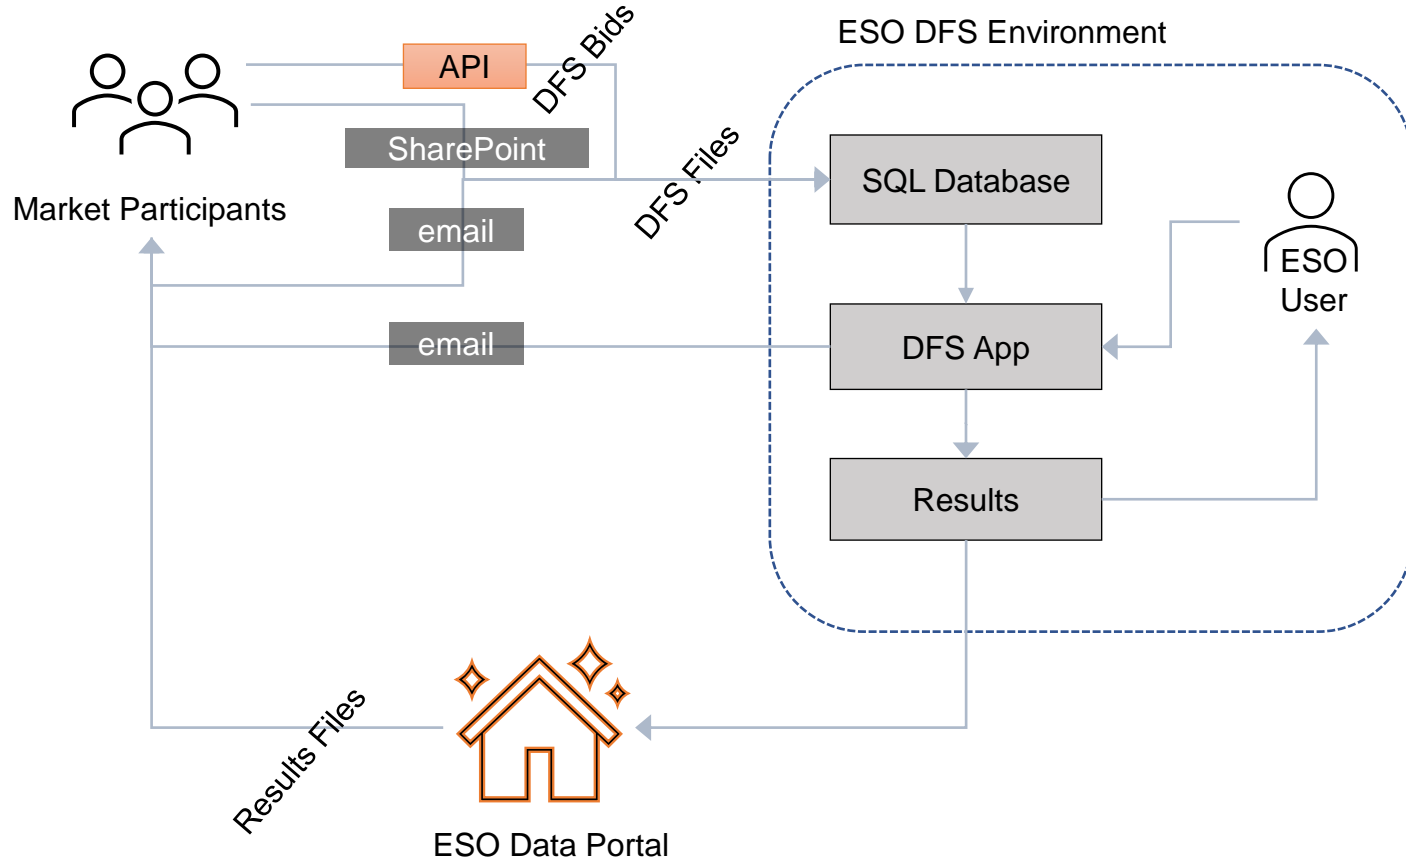 ESO DFS Environment
API
DFS Bids
SharePoint
DFS Files
SQL Database
Market Participants
email
ESO
User
email
DFS App
Results
Results Files
ESO Data Portal